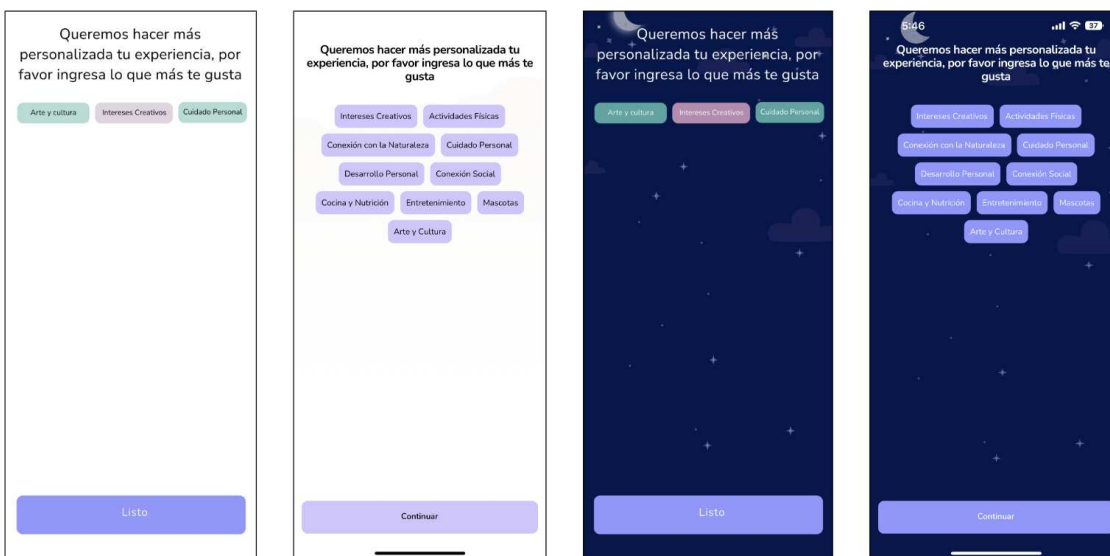 Queremos hacer más
personalizada tu experiencia, por
favor ingresa lo que más te gusta
Arte y cultura Intereses Creativos Cuidado Personal
Listo
Queremos hacer más personalizada tu
experiencia, por favor ingresa lo que más te
gusta
Intereses Creativos Actividades Físicas
Conexión con la Naturaleza Cuidado Personal
Desarrollo Personal Conexión Social
Cocina y Nutrición Entretenimiento Mascotas
Arte y Cultura
Continuar
Queremos hacer más
personalizada tu experiencia, por
favor ingresa lo que más te gusta
Arte y cultura Intereses Creativos Cuidado Personal
Listo
5:46 37
Queremos hacer más personalizada tu
experiencia, por favor ingresa lo que más te
gusta
Intereses Creativos Actividades Físicas
Conexión con la Naturaleza Cuidado Personal
Desarrollo Personal Conexión Social
Cocina y Nutrición Entretenimiento Mascotas
Arte y Cultura
Continuar